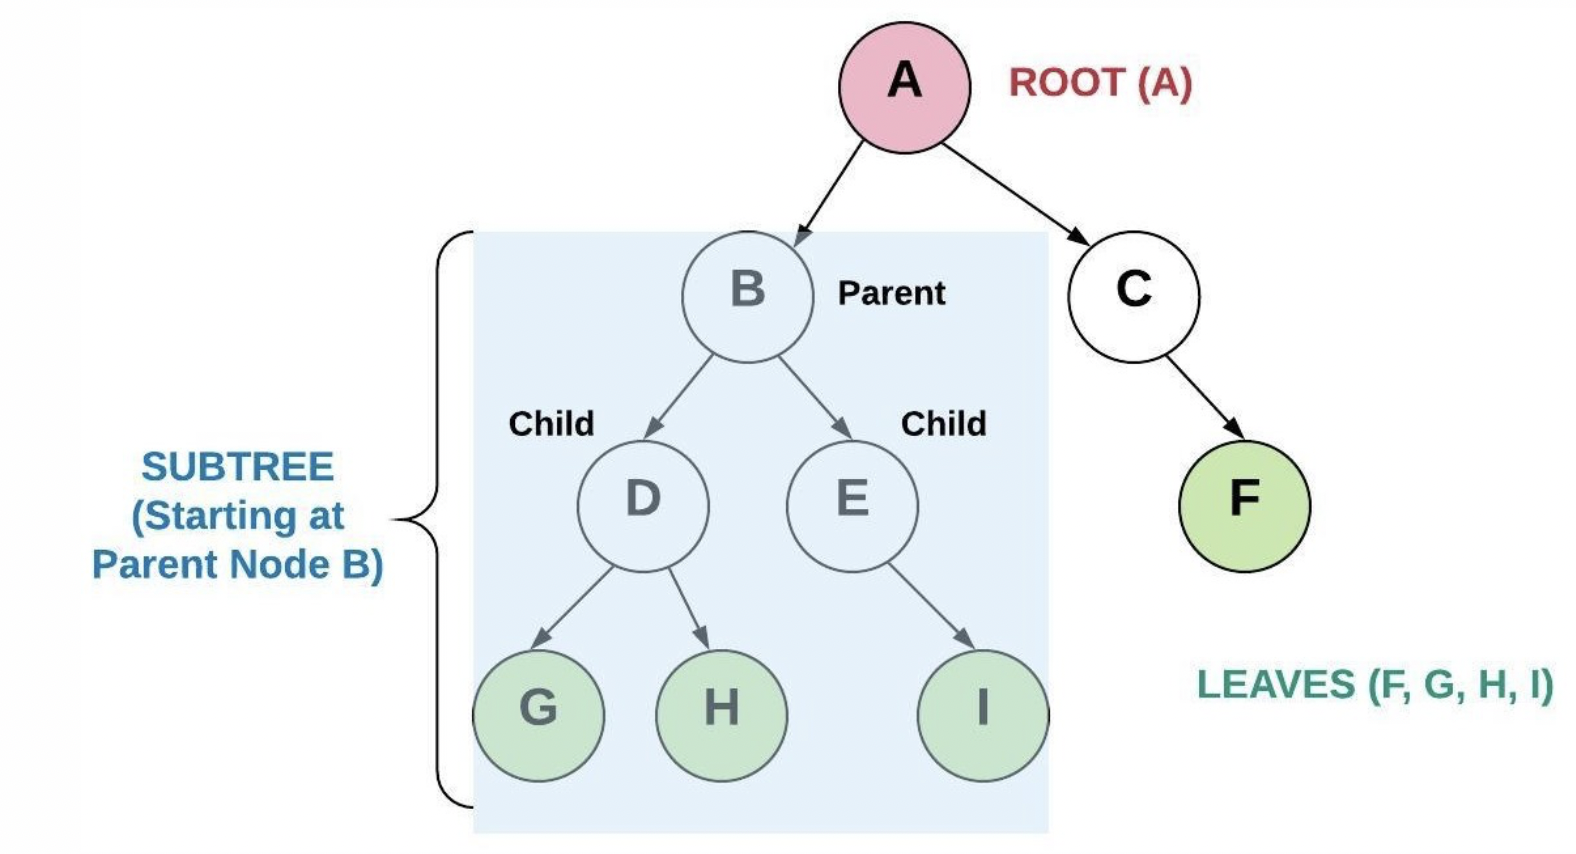 A
ROOT (A)
B
Parent
C
Child
Child
SUBTREE
(Starting at
Parent Node B)
D
E
F
G
H
I
LEAVES (F, G, H, I)